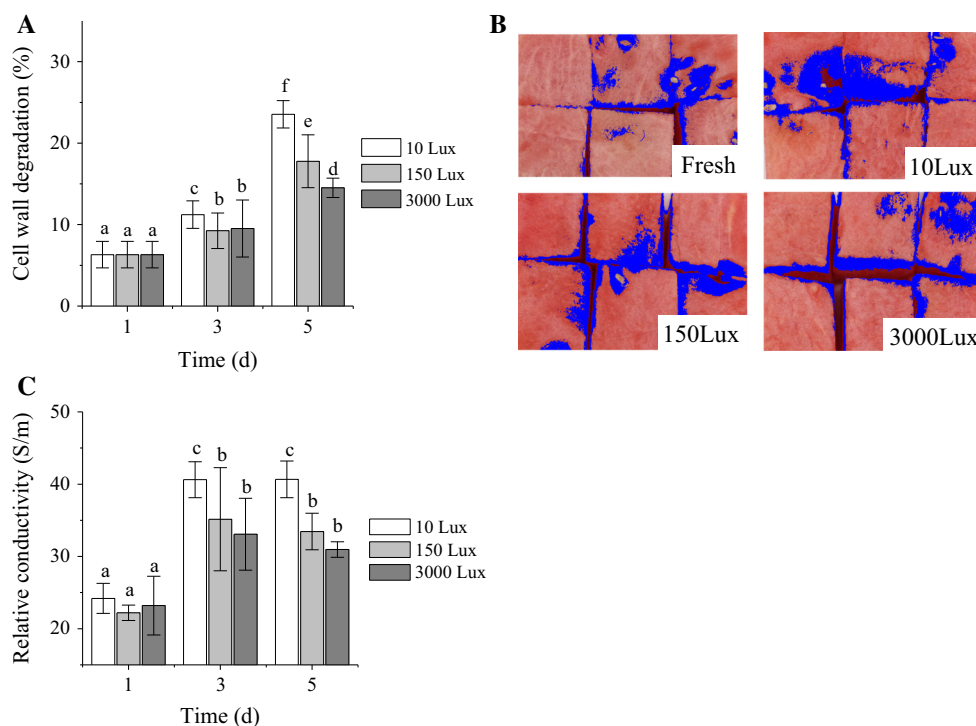 A
Cell wall degradation (%)
30
20
10
0
a a a
c b b
f e d
1 3 5
Time (d)
10 Lux
150 Lux
3000 Lux
B
Fresh
10Lux
150Lux
3000Lux
C
Relative conductivity (S/m)
50
40
30
20
a a a
c b b
c b b
1 3 5
Time (d)
10 Lux
150 Lux
3000 Lux